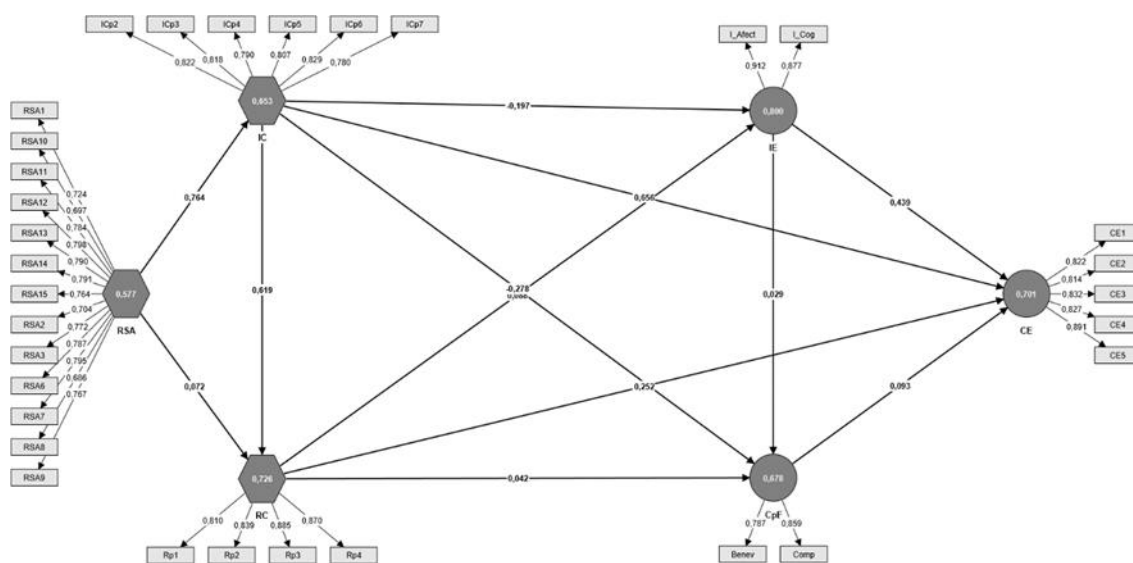 ICp2 ICp3 ICp4 ICp5 ICp6 ICp7
I_Afect I_Cog
0,822 0,818 0,790 0,807 0,829 0,780
0,912 0,877
0,653
IC
-0,197
0,800
IE
RSA1
RSA10
RSA11
RSA12
RSA13
RSA14
RSA15
RSA2
RSA3
RSA6
RSA7
RSA8
RSA9
0,724
0,697
0,784
0,798
0,790
0,791
0,764
0,704
0,772
0,787
0,795
0,686
0,767
0,577
RSA
0,764
0,072
0,619
0,656
0,439
-0,278
0,029
0,257
0,093
0,701
CE
0,822
0,814
0,832
0,827
0,891
CE1
CE2
CE3
CE4
CE5
0,726
RC
0,042
0,678
CpF
0,810 0,839 0,885 0,870
0,787 0,859
Rp1 Rp2 Rp3 Rp4
Benev Comp